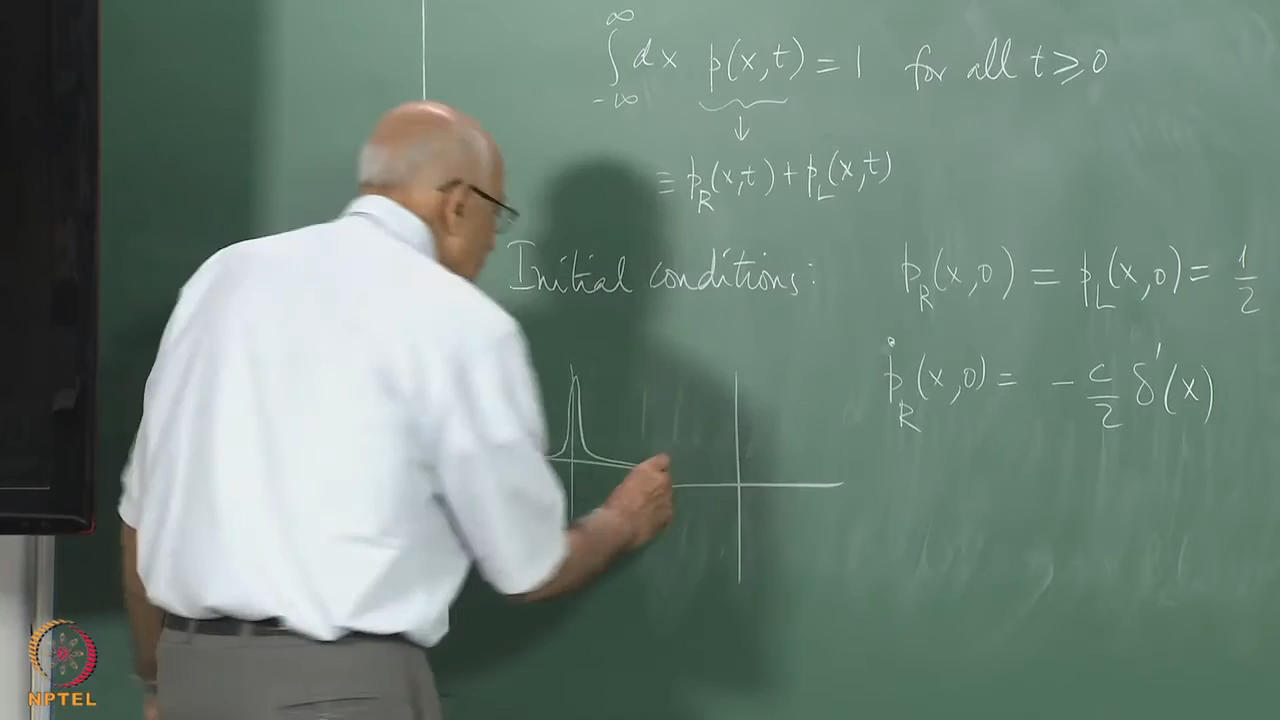 ∫_{-∞}^{∞} dx p(x,t) = 1 for all t ≥ 0
↓
≡ p_R(x,t) + p_L(x,t)
Initial conditions: p_R(x,0) = p_L(x,0) = 1/2
ṗ_R(x,0) = - c/2 δ'(x)
NPTEL